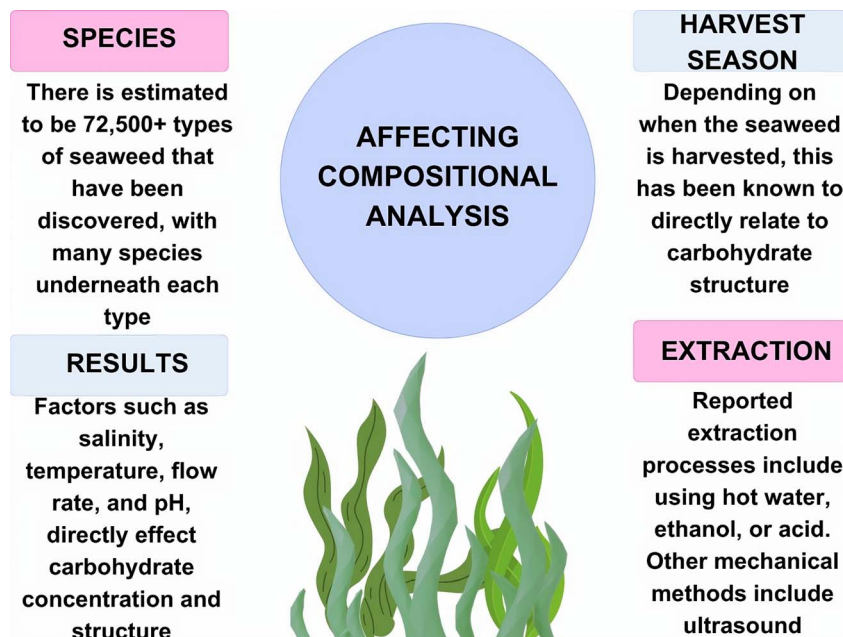 SPECIES
There is estimated
to be 72,500+ types
of seaweed that
have been
discovered, with
many species
underneath each
type
RESULTS
Factors such as
salinity,
temperature, flow
rate, and pH,
directly effect
carbohydrate
concentration and
structure
AFFECTING
COMPOSITIONAL
ANALYSIS
HARVEST
SEASON
Depending on
when the seaweed
is harvested, this
has been known to
directly relate to
carbohydrate
structure
EXTRACTION
Reported
extraction
processes include
using hot water,
ethanol, or acid.
Other mechanical
methods include
ultrasound